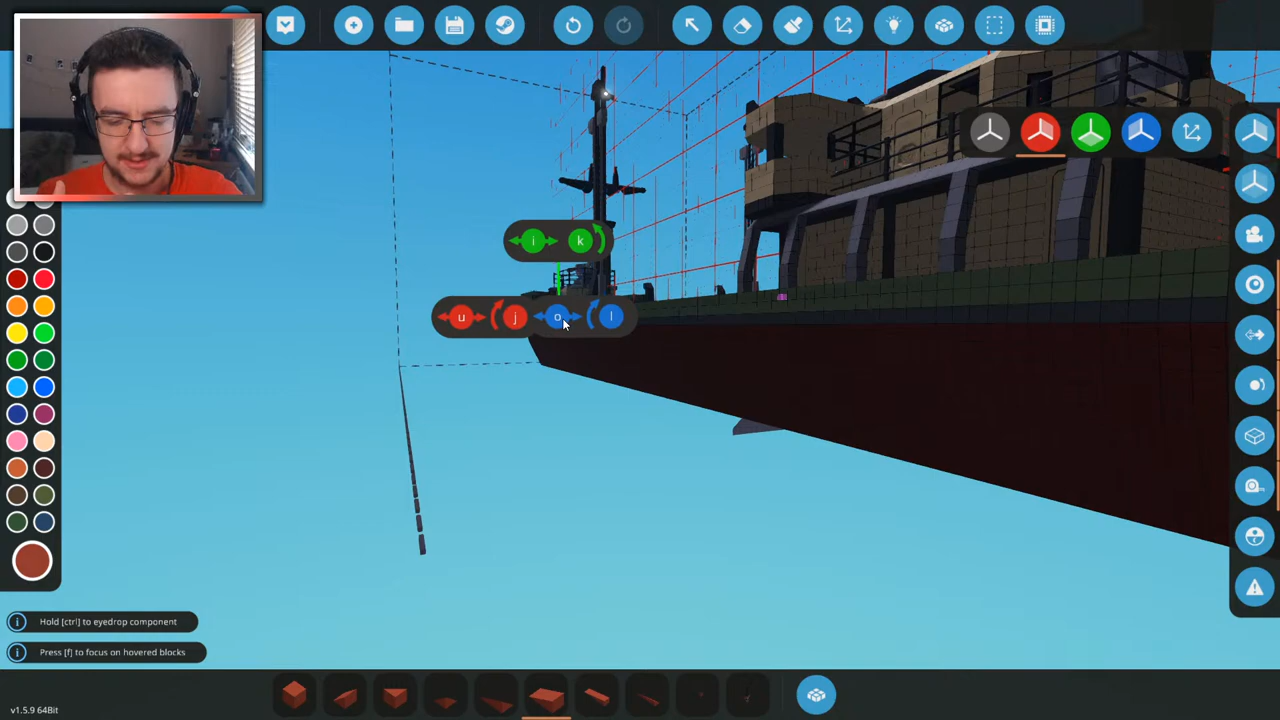 i k
u j o l
Hold [ctrl] to eyedrop component
Press [f] to focus on hovered blocks
v1.5.9 64Bit